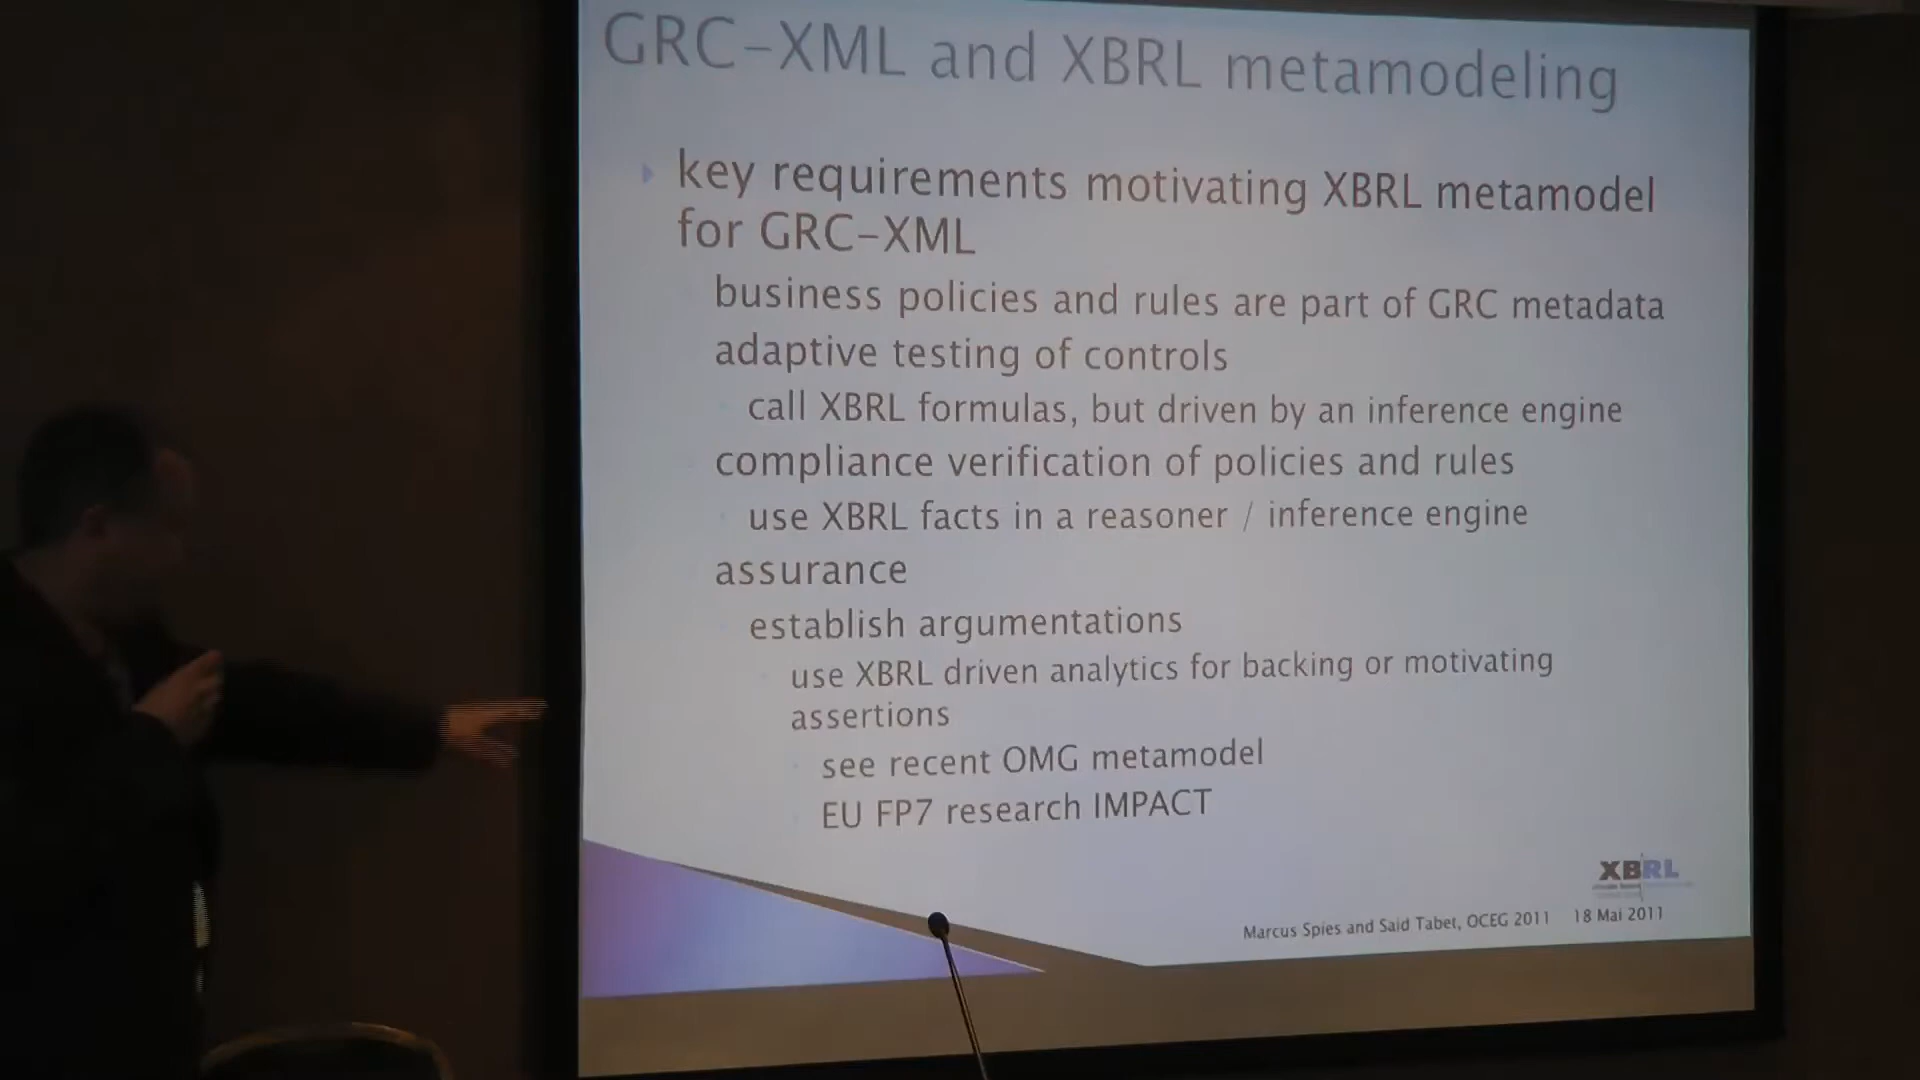 GRC-XML and XBRL metamodeling
key requirements motivating XBRL metamodel
for GRC-XML
business policies and rules are part of GRC metadata
adaptive testing of controls
call XBRL formulas, but driven by an inference engine
compliance verification of policies and rules
use XBRL facts in a reasoner / inference engine
assurance
establish argumentations
use XBRL driven analytics for backing or motivating
assertions
see recent OMG metamodel
EU FP7 research IMPACT
XBRL
Marcus Spies and Said Tabet, OCEG 2011 18 Mai 2011